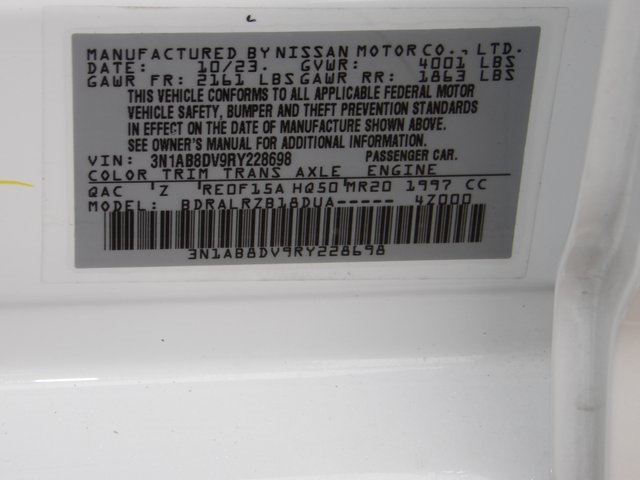 MANUFACTURED BY NISSAN MOTOR CO., LTD.
DATE: 10/23. GVWR: 4001 LBS
GAWR FR: 2161 LBS GAWR RR: 1863 LBS
THIS VEHICLE CONFORMS TO ALL APPLICABLE FEDERAL MOTOR
VEHICLE SAFETY, BUMPER AND THEFT PREVENTION STANDARDS
IN EFFECT ON THE DATE OF MANUFACTURE SHOWN ABOVE.
SEE OWNER'S MANUAL FOR ADDITIONAL INFORMATION.
VIN: 3N1AB8DV9RY228698 PASSENGER CAR.
COLOR TRIM TRANS AXLE ENGINE
QAC Z RE0F15A HQ50 MR20 1997 CC
MODEL: BDRALRZB18DUA----- 4Z000
3N1AB8DV9RY228698